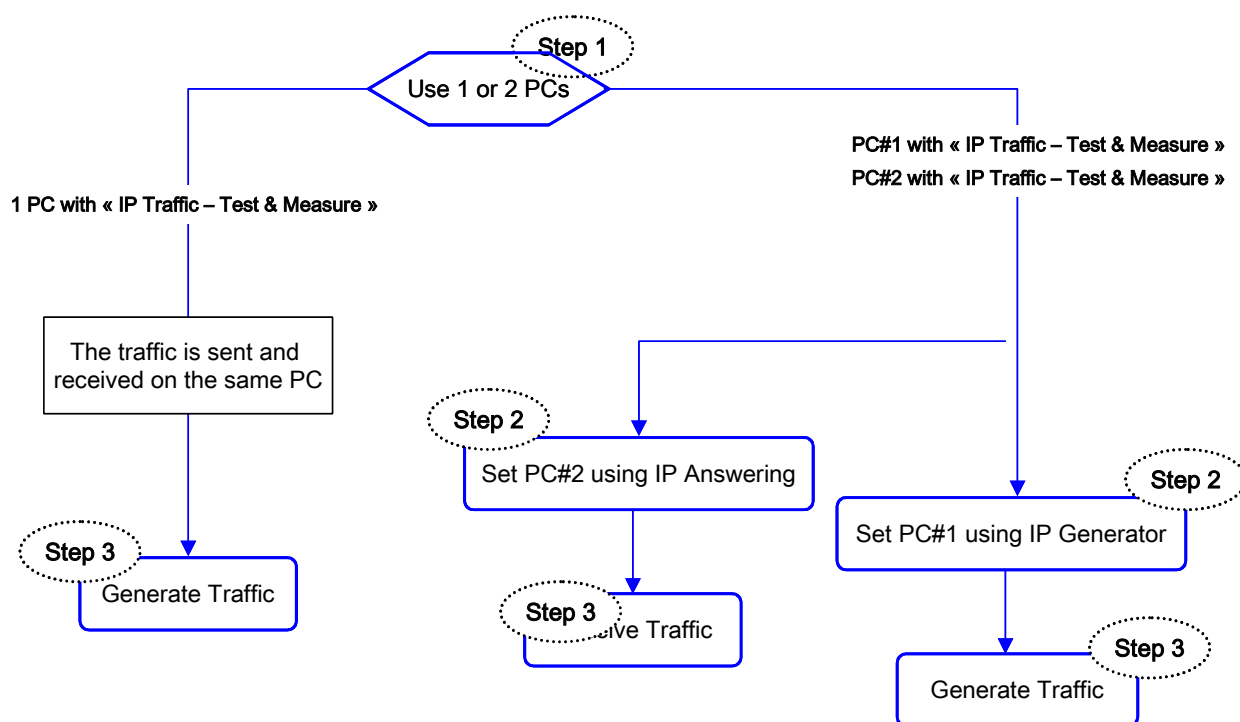 Step 1
Use 1 or 2 PCs
PC#1 with « IP Traffic – Test & Measure »
PC#2 with « IP Traffic – Test & Measure »
1 PC with « IP Traffic – Test & Measure »
The traffic is sent and
received on the same PC
Step 2
Set PC#2 using IP Answering
Step 2
Set PC#1 using IP Generator
Step 3
Generate Traffic
Step 3
Traffic
Step 3
Generate Traffic